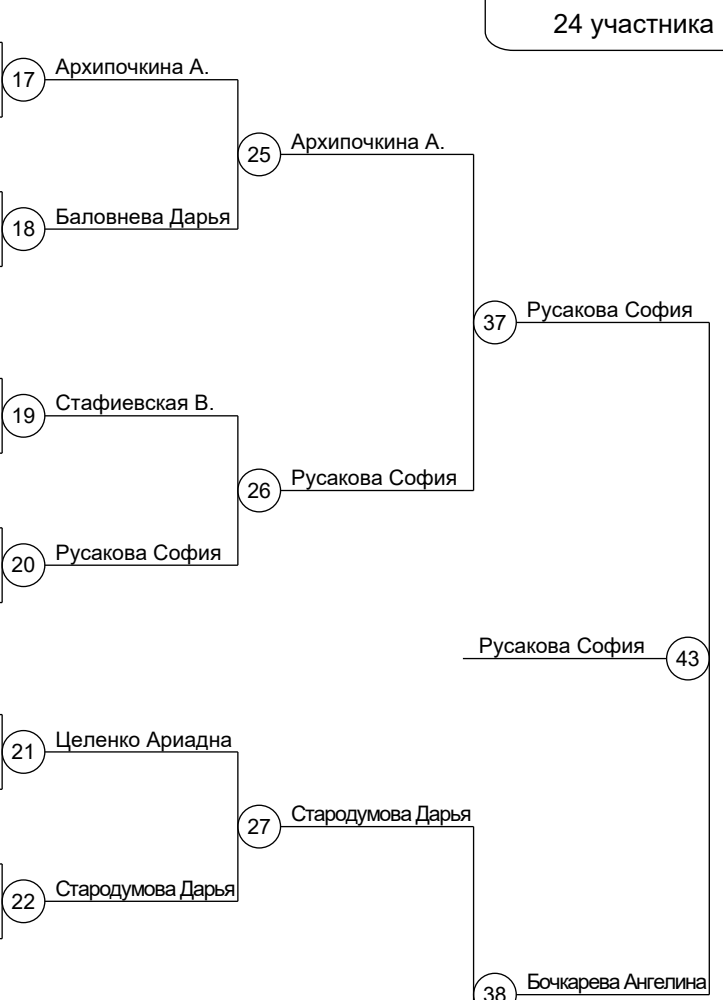 24 участника
17 Архипочкина А.
25 Архипочкина А.
18 Баловнева Дарья
37 Русакова София
19 Стафиевская В.
26 Русакова София
20 Русакова София
Русакова София 43
21 Целенко Ариадна
27 Стародумова Дарья
22 Стародумова Дарья
38 Бочкарева Ангелина